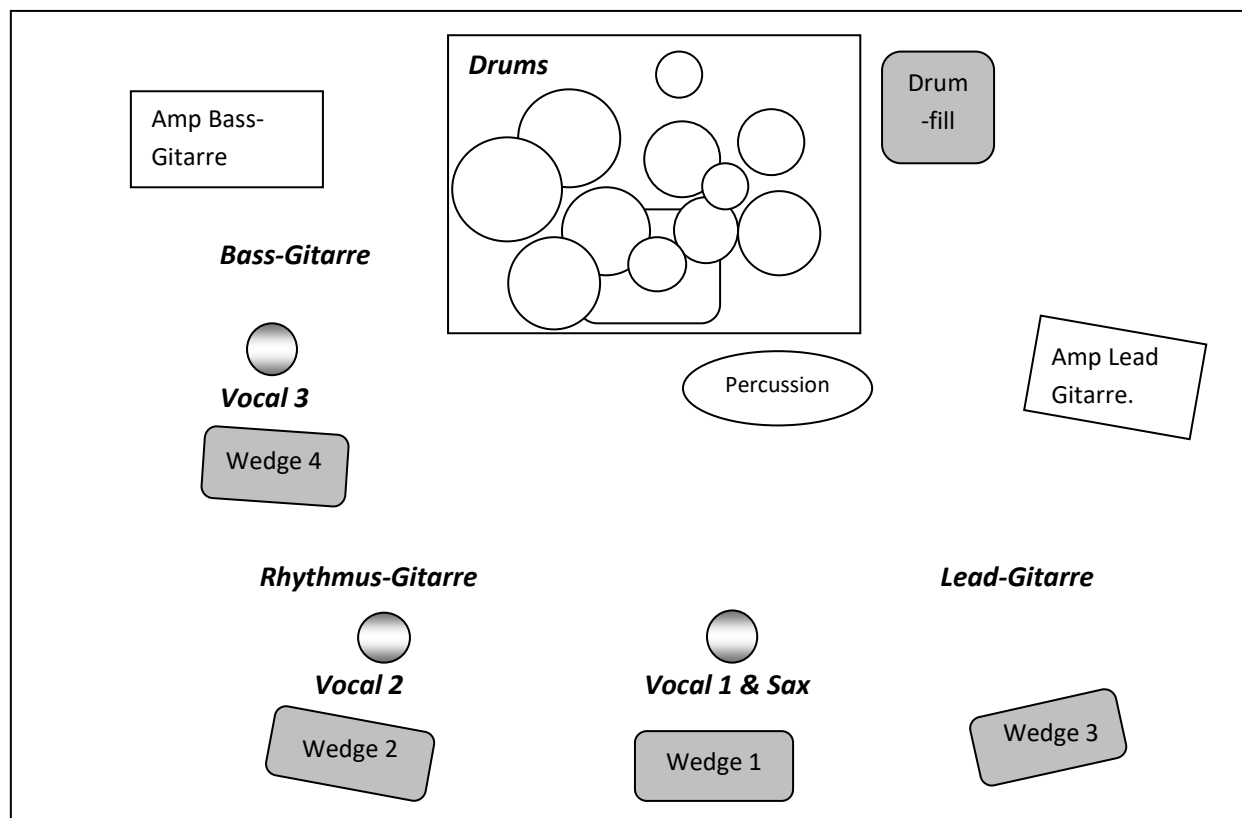 Drums
Drum
-fill
Amp Bass-
Gitarre
Bass-Gitarre
Amp Lead
Gitarre.
Percussion
Vocal 3
Wedge 4
Rhythmus-Gitarre
Lead-Gitarre
Vocal 2
Vocal 1 & Sax
Wedge 2
Wedge 1
Wedge 3